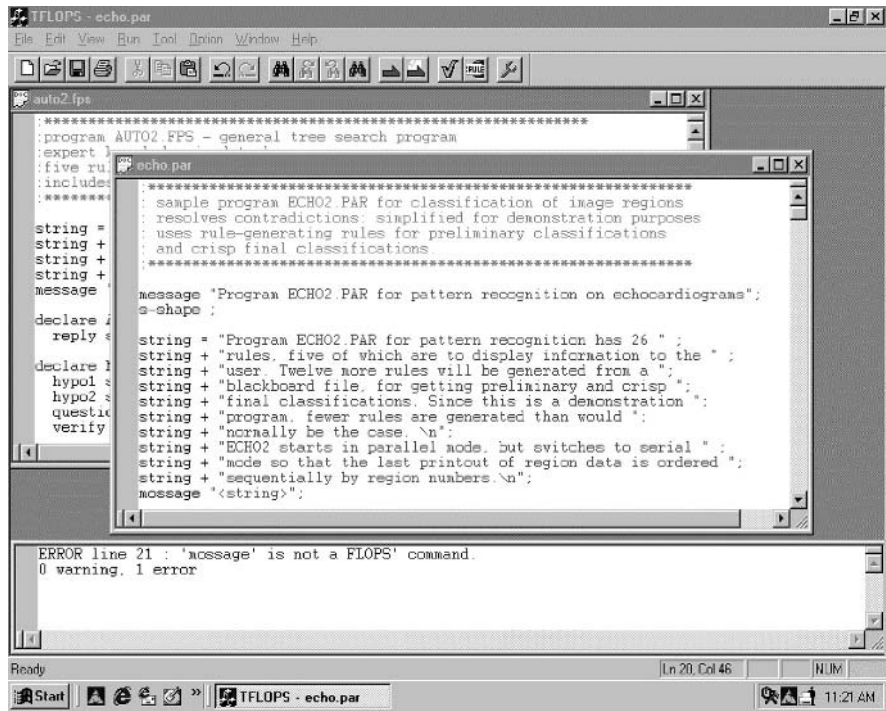 TFLOPS - echo.par
File Edit View Run Tool Option Window Help
:RULE
auto2.fps
:************************************************************
:program AUTO2.FPS - general tree search program
:expert
:five ru
:includes
:********
string =
string +
string +
string +
message "
declare
reply s
declare
hypo1 s
hypo2 s
questio
verify
echo.par
:************************************************************
: sample program ECHO2.PAR for classification of image regions
: resolves contradictions; simplified for demonstration purposes
: uses rule-generating rules for preliminary classifications
: and crisp final classifications.
:************************************************************
message "Program ECHO2.PAR for pattern recognition on echocardiograms";
s-shape ;
string = "Program ECHO2.PAR for pattern recognition has 26 " ;
string + "rules, five of which are to display information to the " ;
string + "user. Twelve more rules will be generated from a ";
string + "blackboard file, for getting preliminary and crisp ";
string + "final classifications. Since this is a demonstration ";
string + "program, fewer rules are generated than would ";
string + "normally be the case. \n";
string + "ECHO2 starts in parallel mode, but switches to serial " ;
string + "mode so that the last printout of region data is ordered ";
string + "sequentially by region numbers.\n";
mossage "<string>";
ERROR line 21 : 'mossage' is not a FLOPS' command.
0 warning, 1 error
Ready
Ln 20, Col 46
NUM
Start
TFLOPS - echo.par
11:21 AM